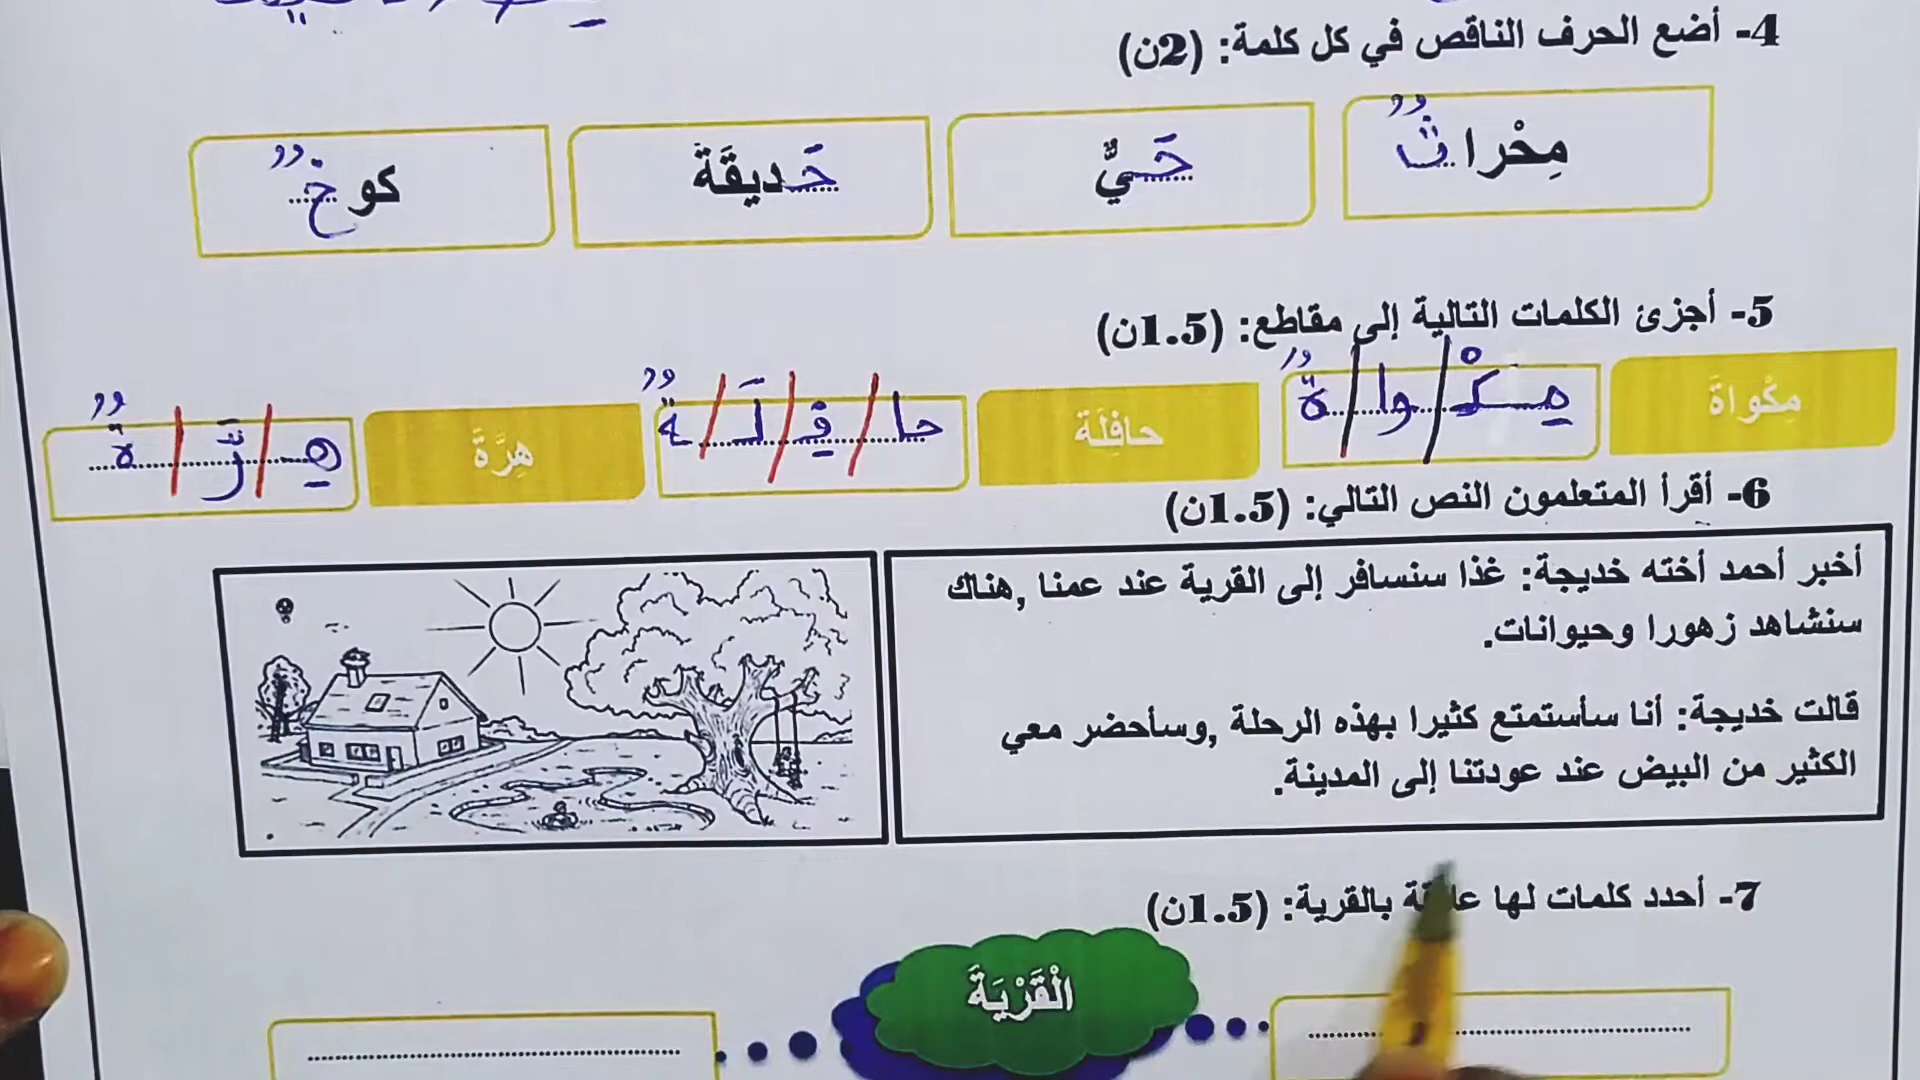 4- أضع الحرف الناقص في كل كلمة: (2ن)
مِحْراثٌ حَيٌّ حَديقَةَ كوخٌ
5- أجزئ الكلمات التالية إلى مقاطع: (1.5ن)
مِكْواةَ مِكْ/وا/ةٌ حافِلَةَ حا/فِ/لَ/ةٌ هِرَّةَ هِ/رَّ/ةٌ
6- أقرأ المتعلمون النص التالي: (1.5ن)
أخبر أحمد أخته خديجة: غذا سنسافر إلى القرية عند عمنا ,هناك
سنشاهد زهورا وحيوانات.
قالت خديجة: أنا سأستمتع كثيرا بهذه الرحلة ,وسأحضر معي
الكثير من البيض عند عودتنا إلى المدينة.
7- أحدد كلمات لها علاقة بالقرية: (1.5ن)
الْقَرْيَةَ